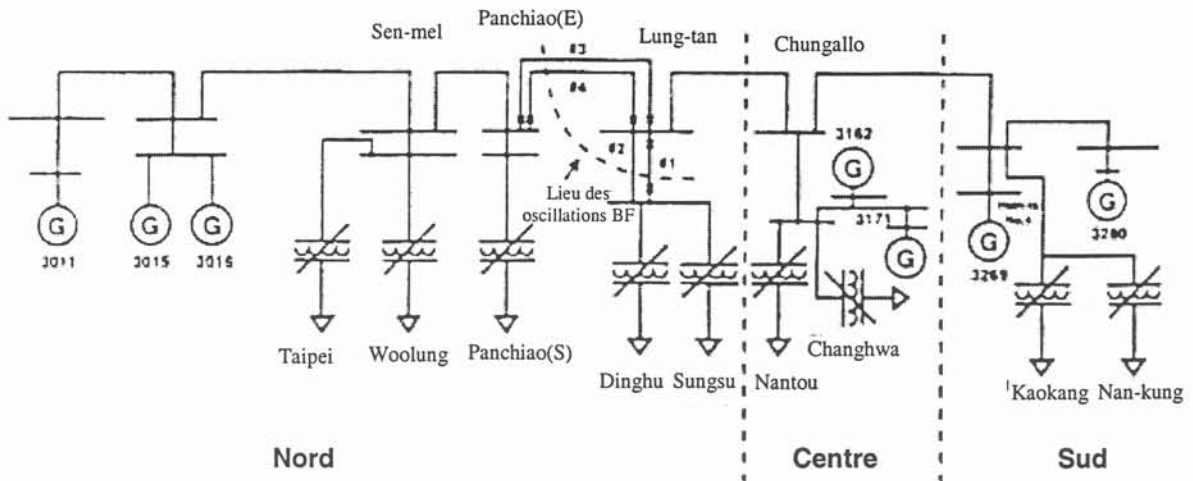 Panchiao(E)
Sen-mel
Lung-tan
Chungallo
#3
#4
#2
#1
3162
Lieu des
oscillations BF
3171
G
G
G
G
G
G
G
3011
3015
3016
3269
3280
Taipei
Woolung
Panchiao(S)
Dinghu
Sungsu
Nantou
Changhwa
Kaokang
Nan-kung
Nord
Centre
Sud